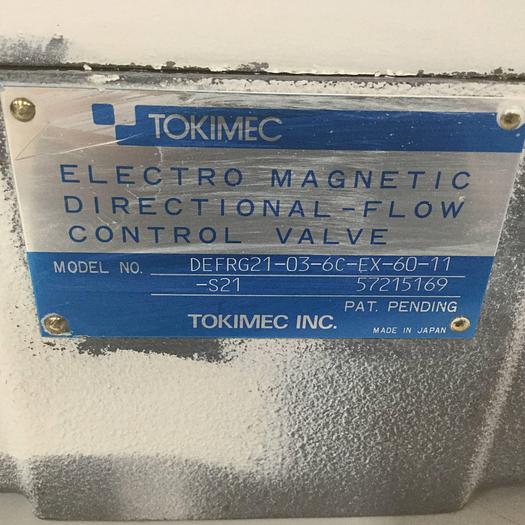 TOKIMEC
ELECTRO MAGNETIC
DIRECTIONAL-FLOW
CONTROL VALVE
MODEL NO. DEFRG21-03-6C-EX-60-11
-S21 57215169
PAT. PENDING
TOKIMEC INC. MADE IN JAPAN